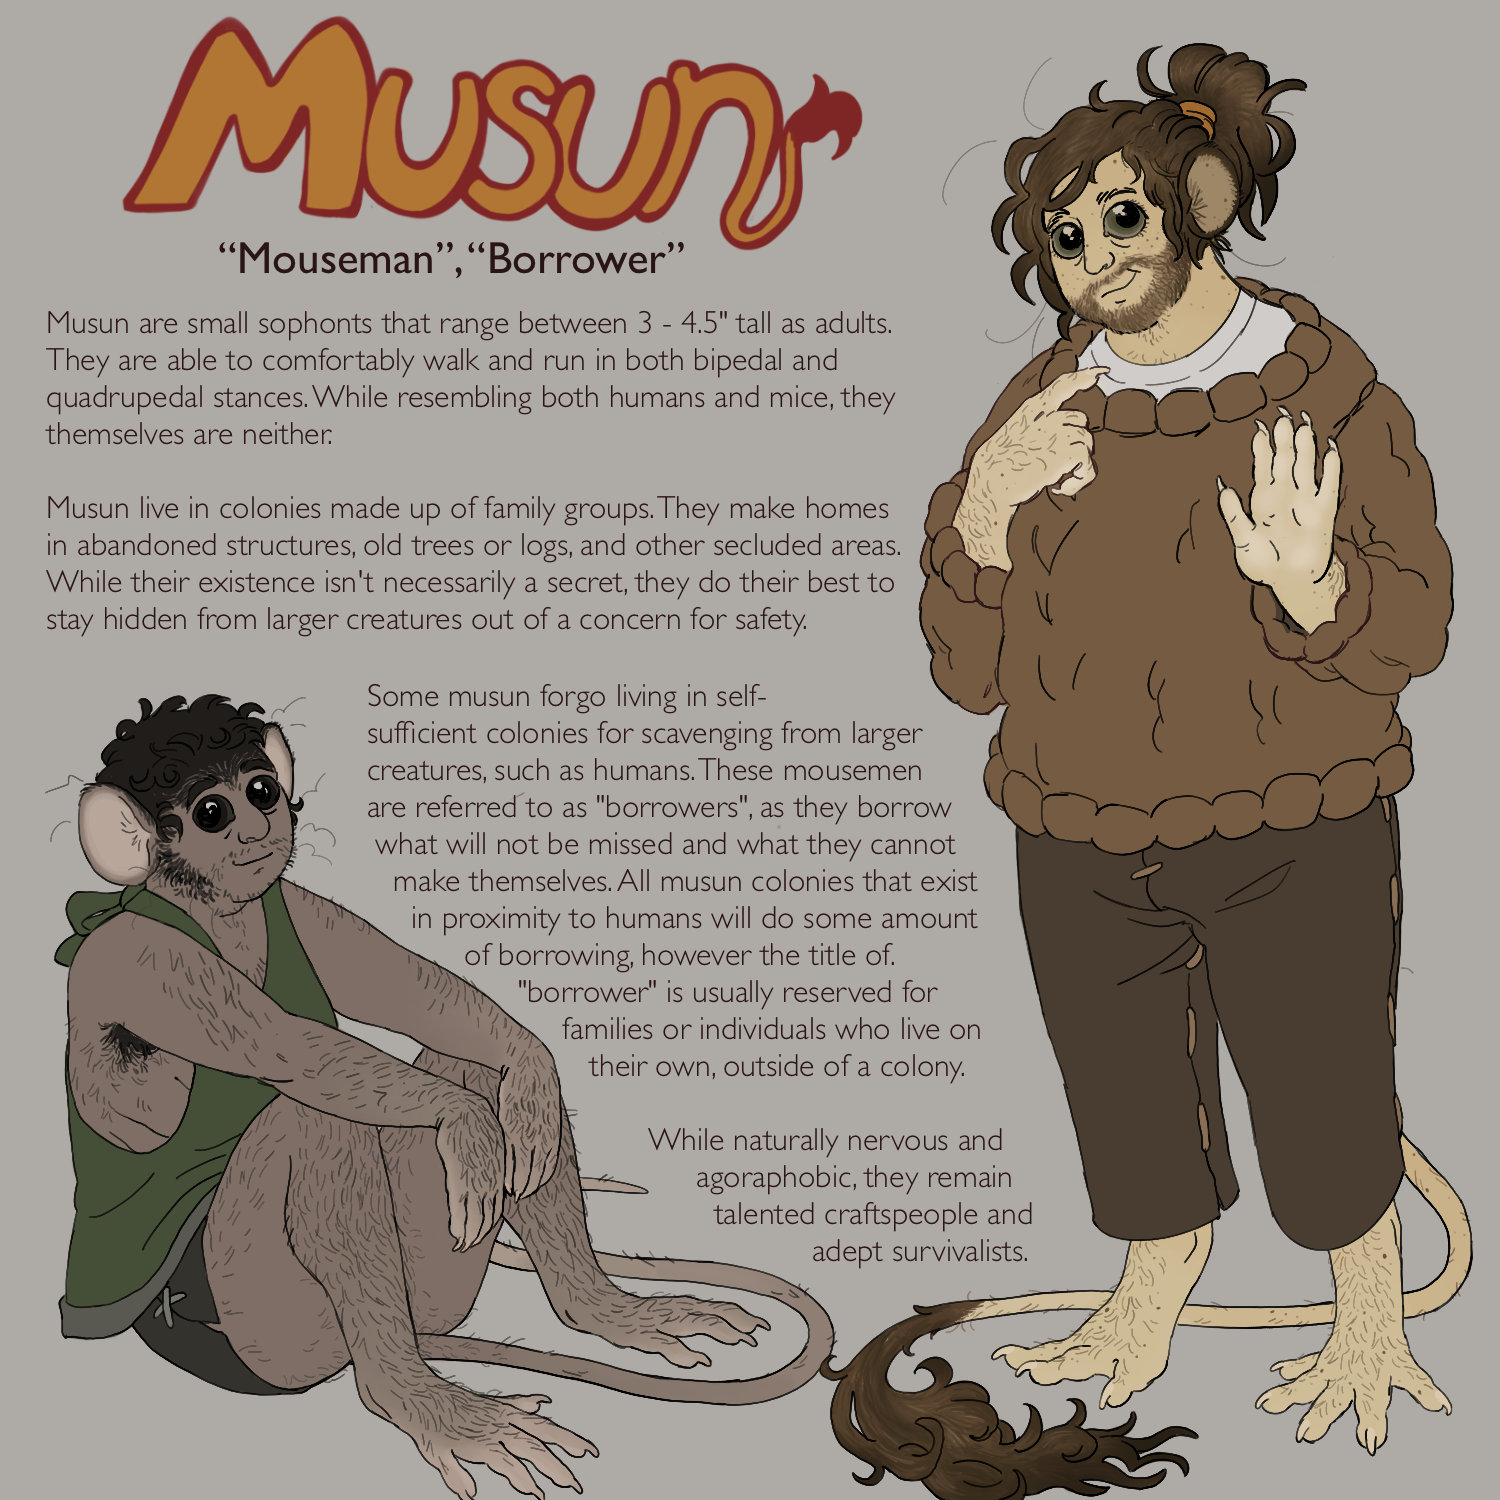 Musun
“Mouseman”, “Borrower”
Musun are small sophonts that range between 3 - 4.5" tall as adults.
They are able to comfortably walk and run in both bipedal and
quadrupedal stances. While resembling both humans and mice, they
themselves are neither.
Musun live in colonies made up of family groups. They make homes
in abandoned structures, old trees or logs, and other secluded areas.
While their existence isn't necessarily a secret, they do their best to
stay hidden from larger creatures out of a concern for safety.
Some musun forgo living in self-
sufficient colonies for scavenging from larger
creatures, such as humans. These mousemen
are referred to as "borrowers", as they borrow
what will not be missed and what they cannot
make themselves. All musun colonies that exist
in proximity to humans will do some amount
of borrowing, however the title of.
"borrower" is usually reserved for
families or individuals who live on
their own, outside of a colony.
While naturally nervous and
agoraphobic, they remain
talented craftspeople and
adept survivalists.